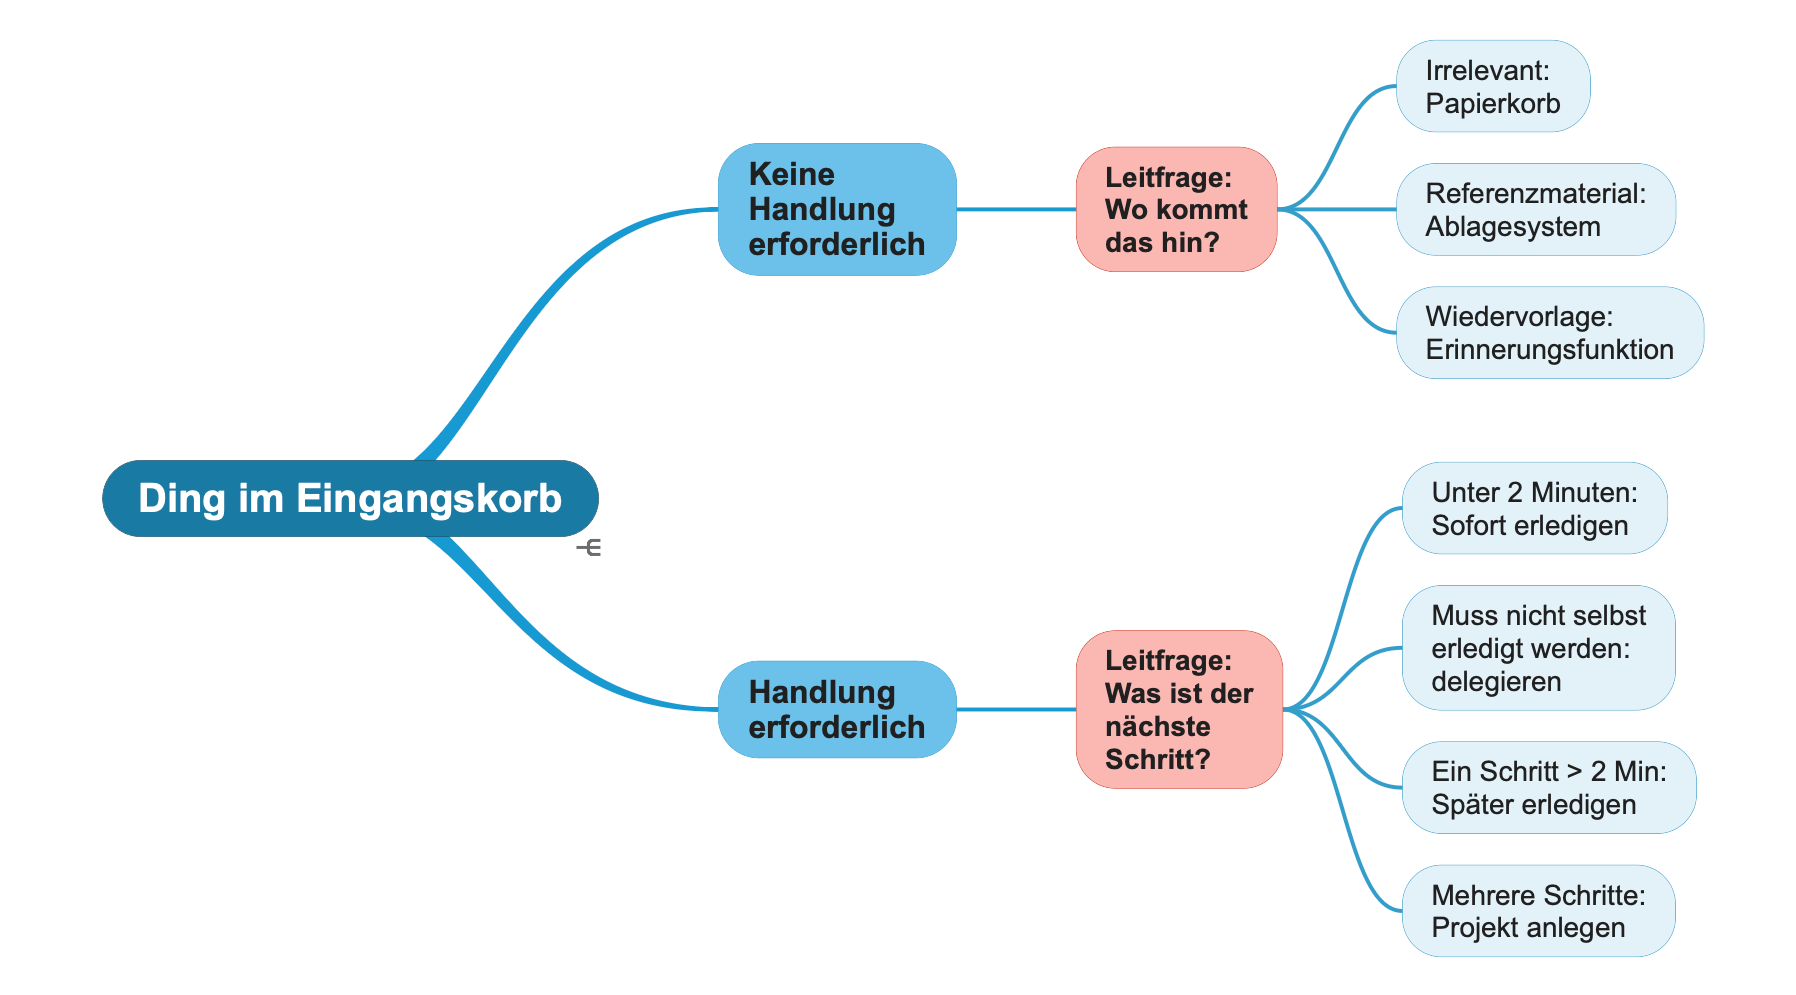 Ding im Eingangskorb
Keine
Handlung
erforderlich
Leitfrage:
Wo kommt
das hin?
Irrelevant:
Papierkorb
Referenzmaterial:
Ablagesystem
Wiedervorlage:
Erinnerungsfunktion
Handlung
erforderlich
Leitfrage:
Was ist der
nächste
Schritt?
Unter 2 Minuten:
Sofort erledigen
Muss nicht selbst
erledigt werden:
delegieren
Ein Schritt > 2 Min:
Später erledigen
Mehrere Schritte:
Projekt anlegen